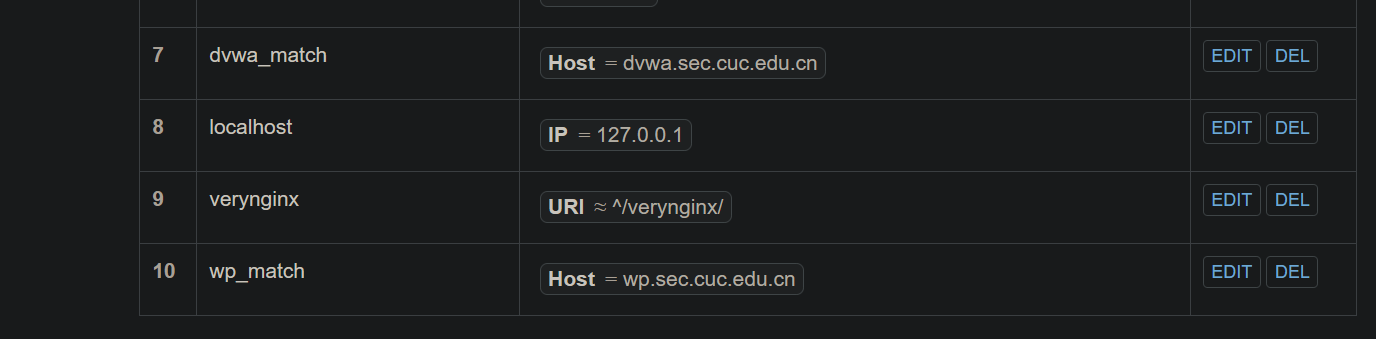 7 dvwa_match Host = dvwa.sec.cuc.edu.cn EDIT DEL
8 localhost IP = 127.0.0.1 EDIT DEL
9 verynginx URI ≈ ^/verynginx/ EDIT DEL
10 wp_match Host = wp.sec.cuc.edu.cn EDIT DEL